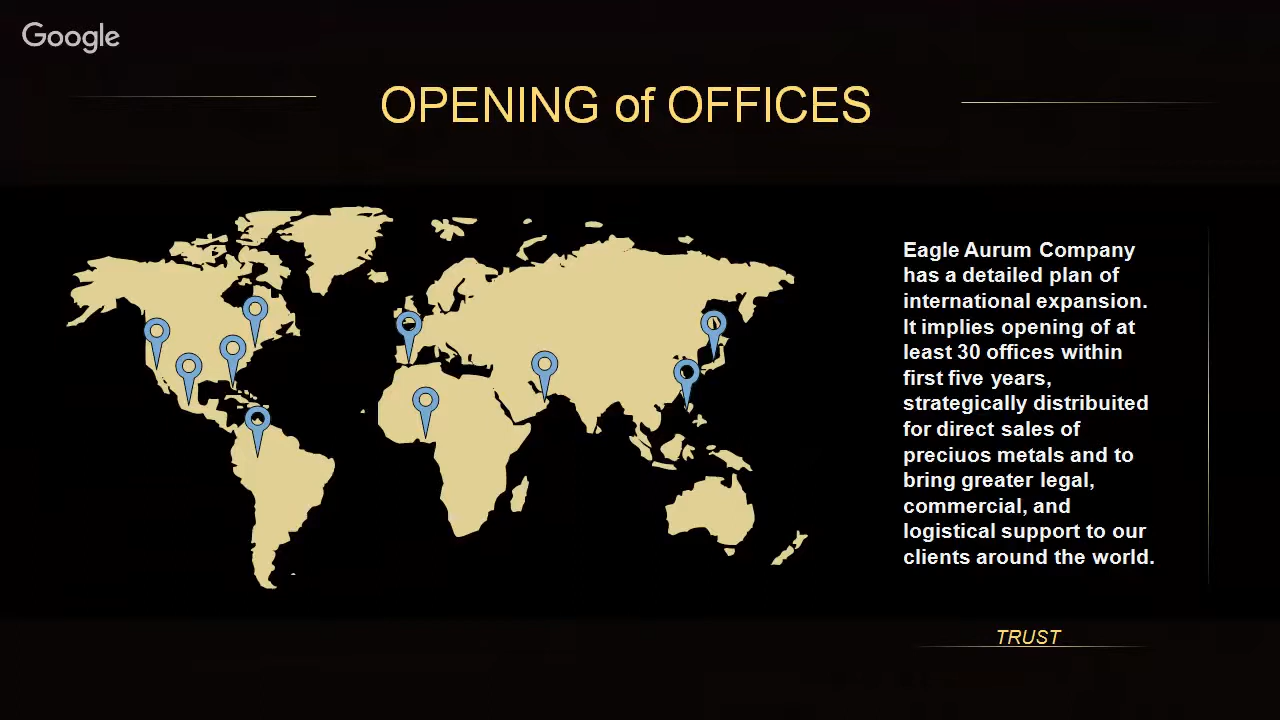 Google
OPENING of OFFICES
Eagle Aurum Company
has a detailed plan of
international expansion.
It implies opening of at
least 30 offices within
first five years,
strategically distribuited
for direct sales of
preciuos metals and to
bring greater legal,
commercial, and
logistical support to our
clients around the world.
TRUST